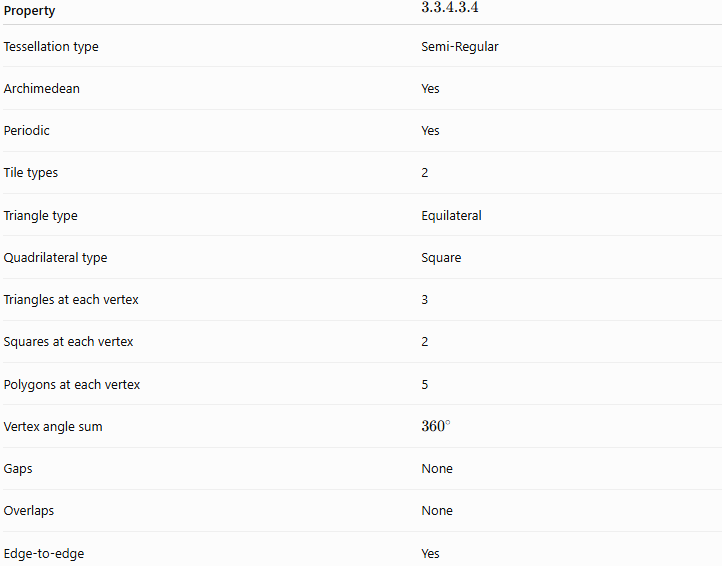 Property 3.3.4.3.4
Tessellation type Semi-Regular
Archimedean Yes
Periodic Yes
Tile types 2
Triangle type Equilateral
Quadrilateral type Square
Triangles at each vertex 3
Squares at each vertex 2
Polygons at each vertex 5
Vertex angle sum 360°
Gaps None
Overlaps None
Edge-to-edge Yes